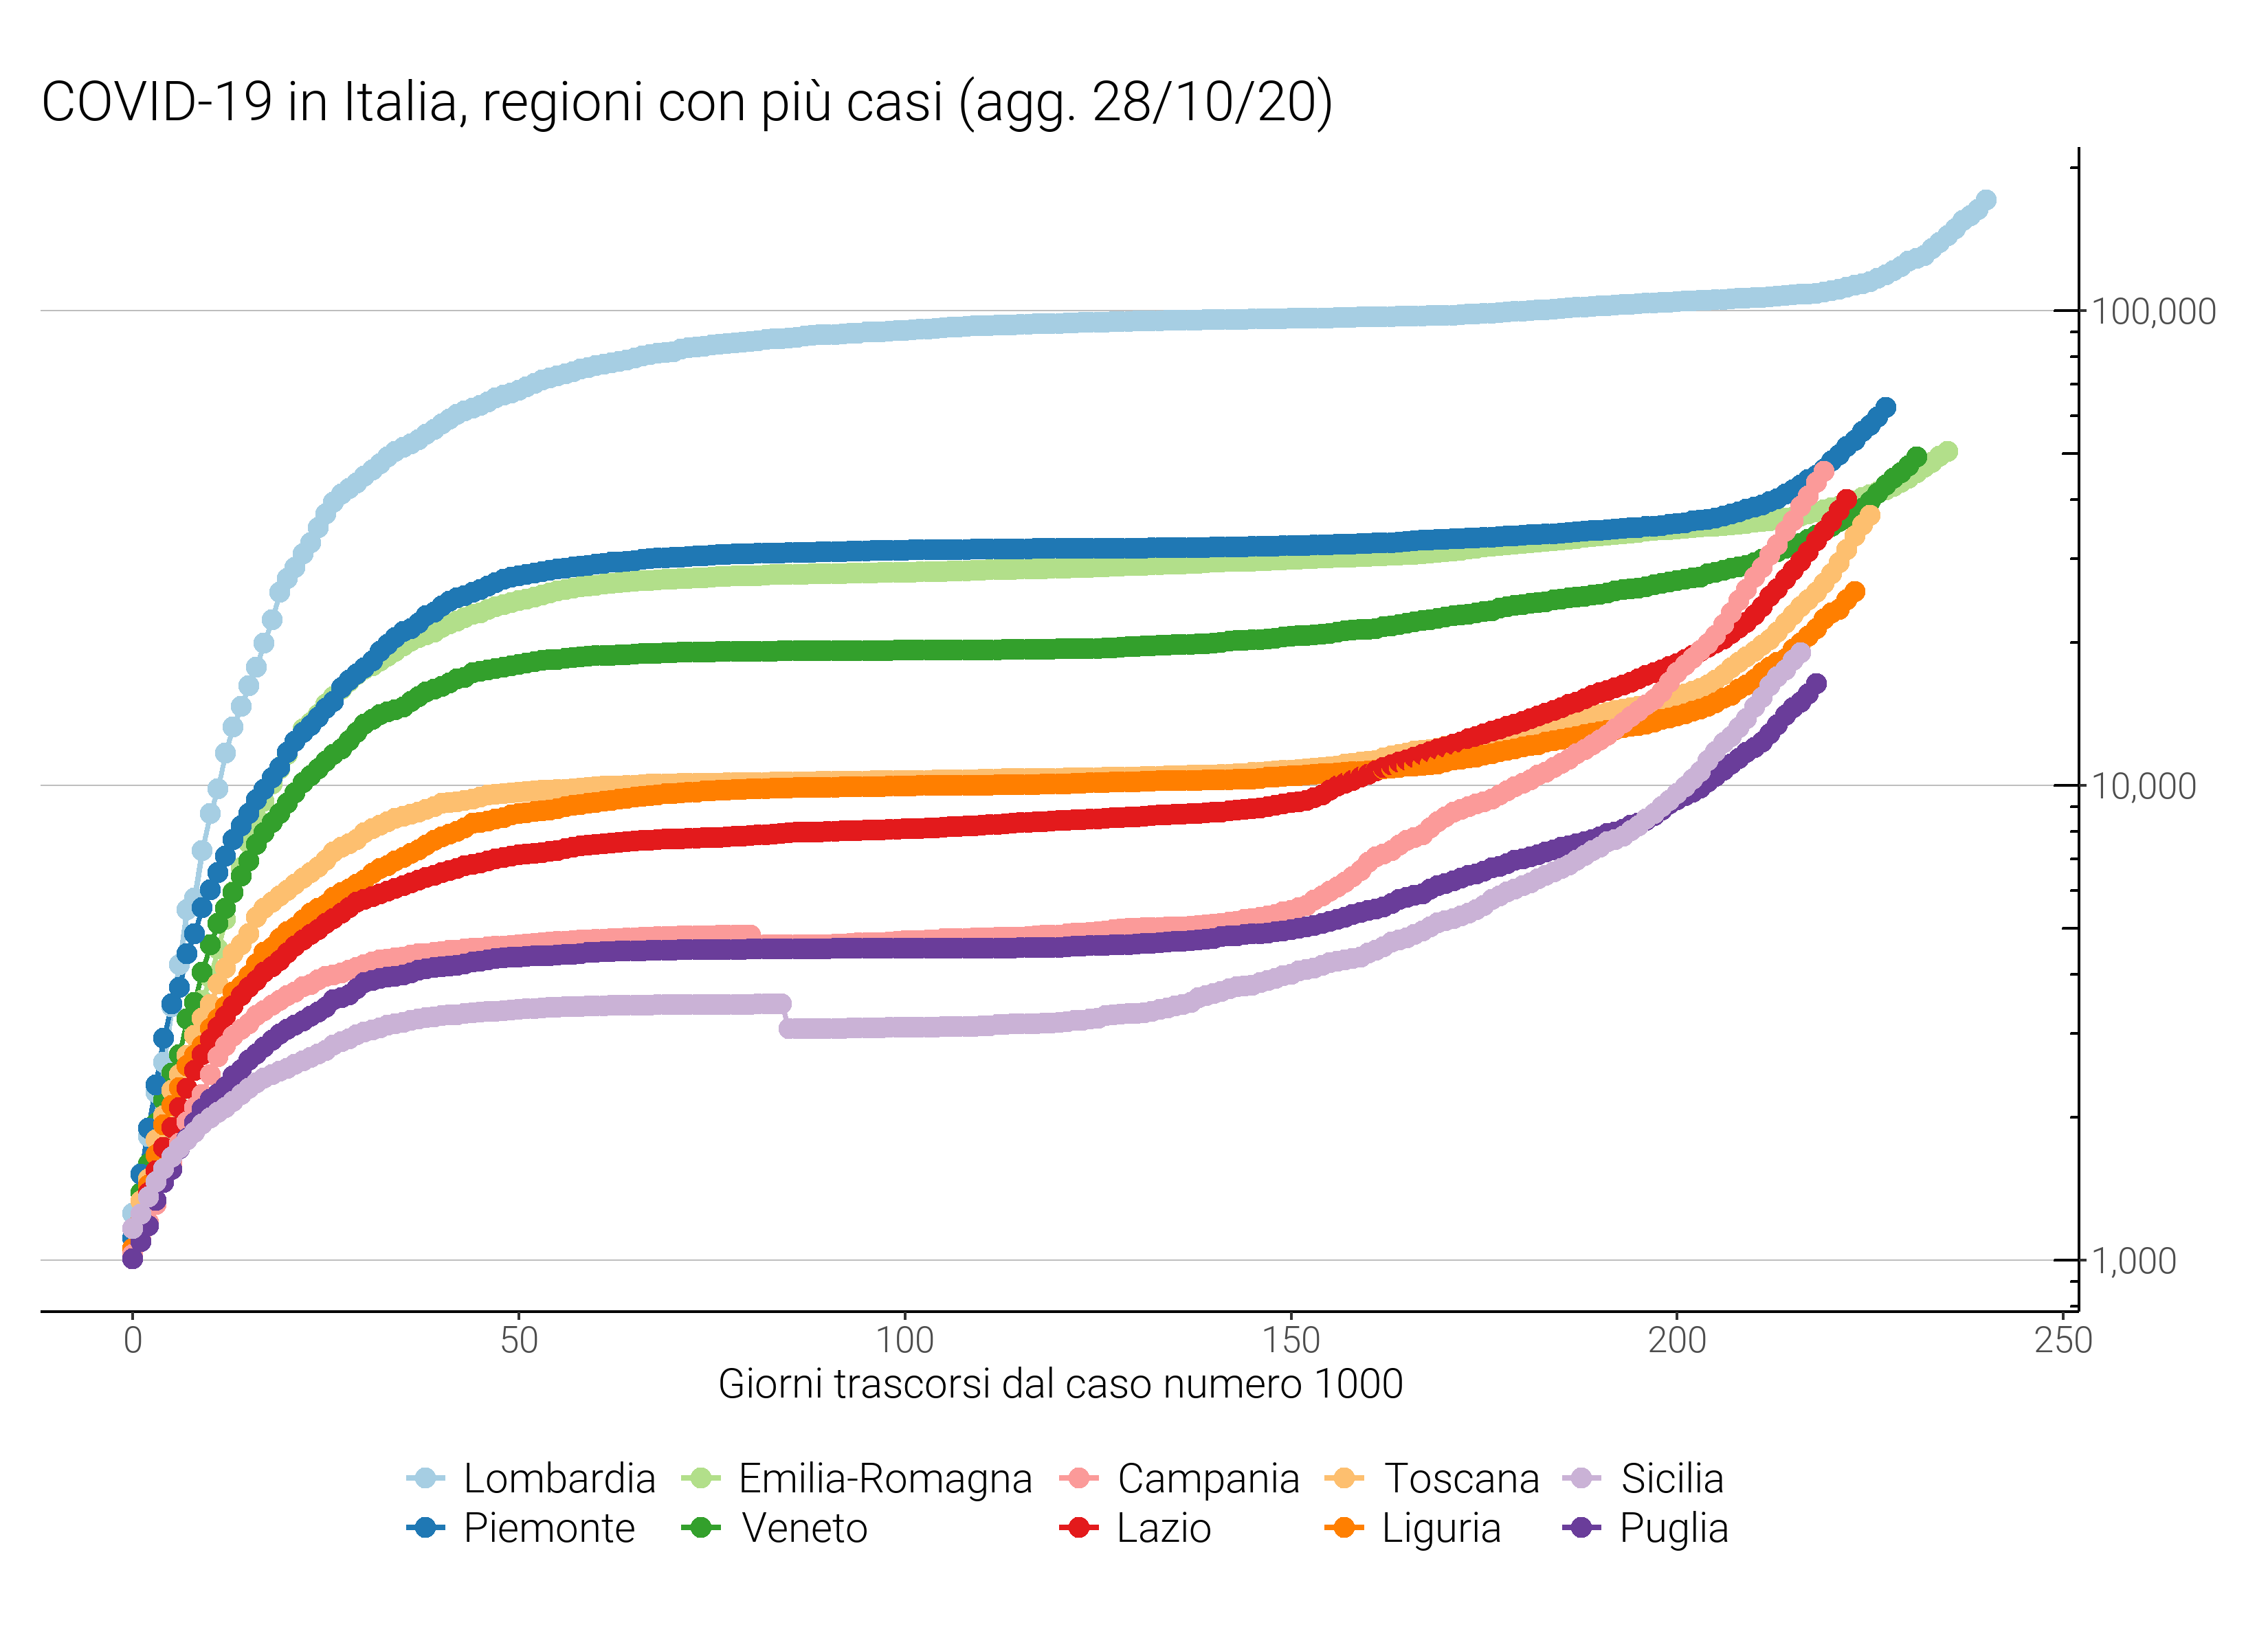 COVID-19 in Italia, regioni con più casi (agg. 28/10/20)
100,000
10,000
1,000
0 50 100 150 200 250
Giorni trascorsi dal caso numero 1000
Lombardia Emilia-Romagna Campania Toscana Sicilia
Piemonte Veneto Lazio Liguria Puglia